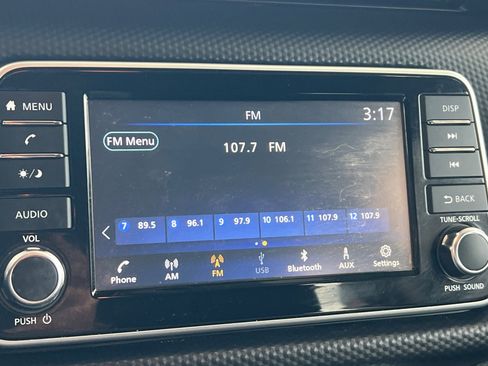 MENU
AUDIO
VOL
PUSH
FM
3:17
FM Menu
107.7 FM
7 89.5 8 96.1 9 97.9 10 106.1 11 107.9 12 107.9
Phone AM FM USB Bluetooth AUX Settings
DISP
BACK
TUNE·SCROLL
PUSH SOUND